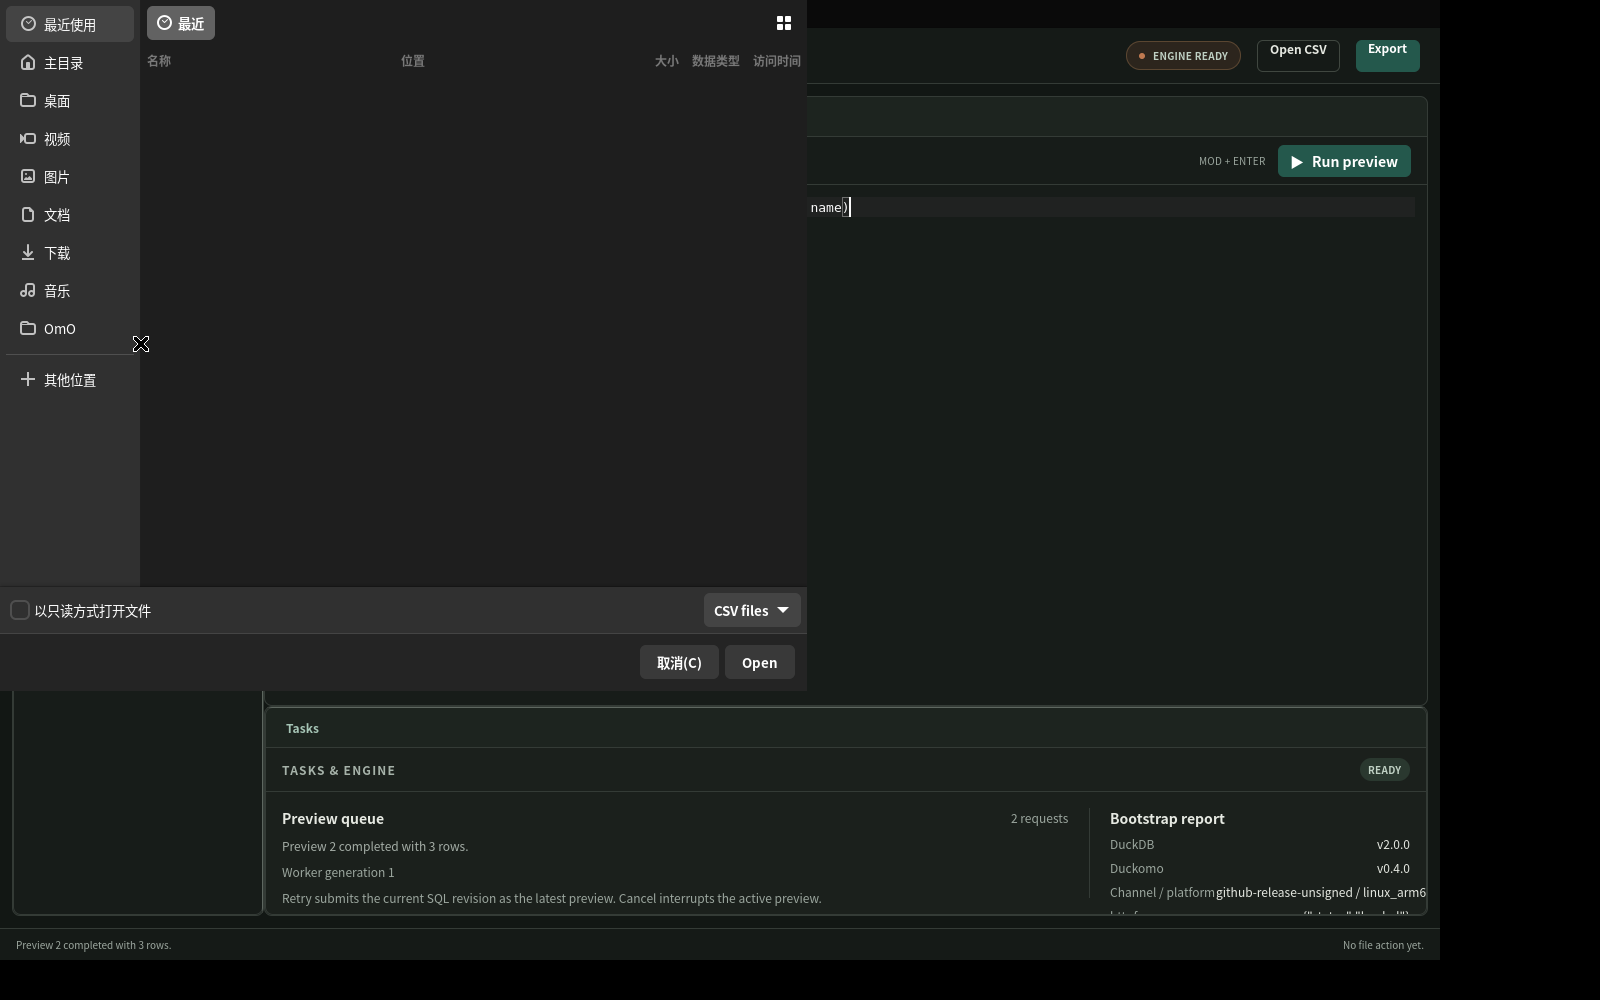 最近使用
主目录
桌面
视频
图片
文档
下载
音乐
OmO
其他位置
最近
名称 位置 大小 数据类型 访问时间
以只读方式打开文件
CSV files
取消(C) Open
ENGINE READY
Open CSV
Export
MOD + ENTER
Run preview
name)
Tasks
TASKS & ENGINE
READY
Preview queue
2 requests
Preview 2 completed with 3 rows.
Worker generation 1
Retry submits the current SQL revision as the latest preview. Cancel interrupts the active preview.
Bootstrap report
DuckDB v2.0.0
Duckomo v0.4.0
Channel / platform github-release-unsigned / linux_arm6
Preview 2 completed with 3 rows.
No file action yet.